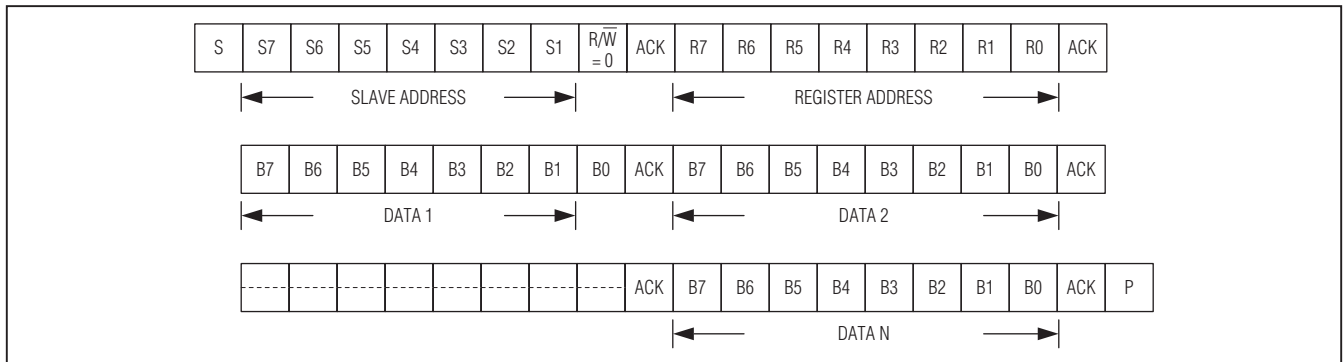 S S7 S6 S5 S4 S3 S2 S1 R/W̅ = 0 ACK R7 R6 R5 R4 R3 R2 R1 R0 ACK
SLAVE ADDRESS REGISTER ADDRESS
B7 B6 B5 B4 B3 B2 B1 B0 ACK B7 B6 B5 B4 B3 B2 B1 B0 ACK
DATA 1 DATA 2
ACK B7 B6 B5 B4 B3 B2 B1 B0 ACK P
DATA N